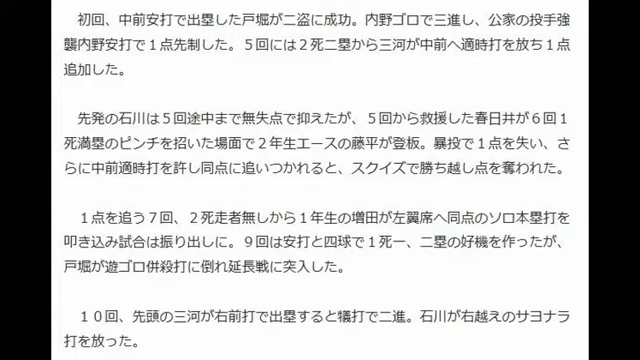 初回、中前安打で出塁した戸堀が二盗に成功。内野ゴロで三進し、公家の投手強
襲内野安打で１点先制した。５回には２死二塁から三河が中前へ適時打を放ち１点
追加した。
先発の石川は５回途中まで無失点で抑えたが、５回から救援した春日井が６回１
死満塁のピンチを招いた場面で２年生エースの藤平が登板。暴投で１点を失い、さ
らに中前適時打を許し同点に追いつかれると、スクイズで勝ち越し点を奪われた。
１点を追う７回、２死走者無しから１年生の増田が左翼席へ同点のソロ本塁打を
叩き込み試合は振り出しに。９回は安打と四球で１死一、二塁の好機を作ったが、
戸堀が遊ゴロ併殺打に倒れ延長戦に突入した。
１０回、先頭の三河が右前打で出塁すると犠打で二進。石川が右越えのサヨナラ
打を放った。